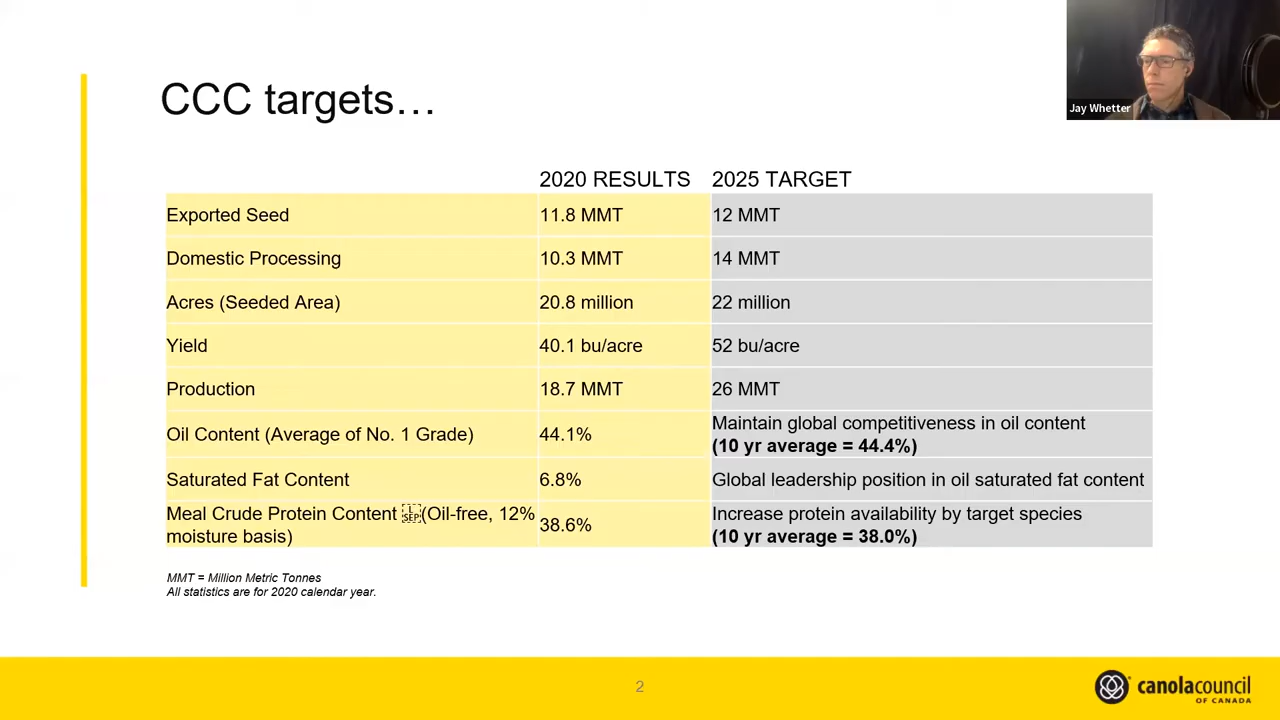 Jay Whetter
CCC targets…
2020 RESULTS 2025 TARGET
Exported Seed 11.8 MMT 12 MMT
Domestic Processing 10.3 MMT 14 MMT
Acres (Seeded Area) 20.8 million 22 million
Yield 40.1 bu/acre 52 bu/acre
Production 18.7 MMT 26 MMT
Oil Content (Average of No. 1 Grade) 44.1% Maintain global competitiveness in oil content
(10 yr average = 44.4%)
Saturated Fat Content 6.8% Global leadership position in oil saturated fat content
Meal Crude Protein Content L SEP (Oil-free, 12%
moisture basis) 38.6% Increase protein availability by target species
(10 yr average = 38.0%)
MMT = Million Metric Tonnes
All statistics are for 2020 calendar year.
2
canolacouncil
OF CANADA